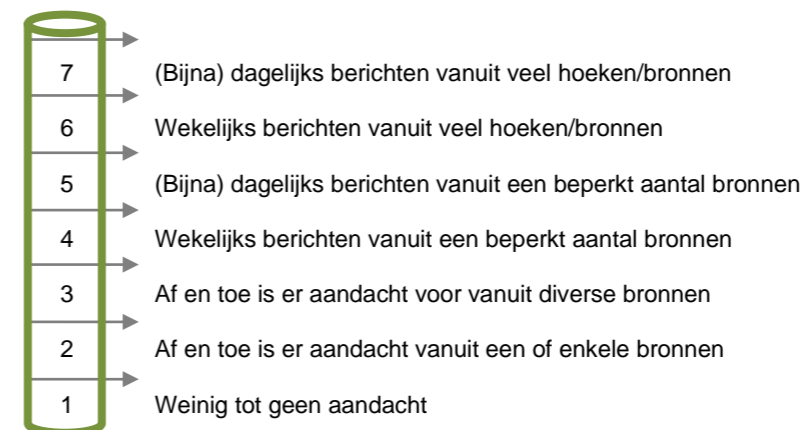 7 (Bijna) dagelijks berichten vanuit veel hoeken/bronnen
6 Wekelijks berichten vanuit veel hoeken/bronnen
5 (Bijna) dagelijks berichten vanuit een beperkt aantal bronnen
4 Wekelijks berichten vanuit een beperkt aantal bronnen
3 Af en toe is er aandacht voor vanuit diverse bronnen
2 Af en toe is er aandacht vanuit een of enkele bronnen
1 Weinig tot geen aandacht